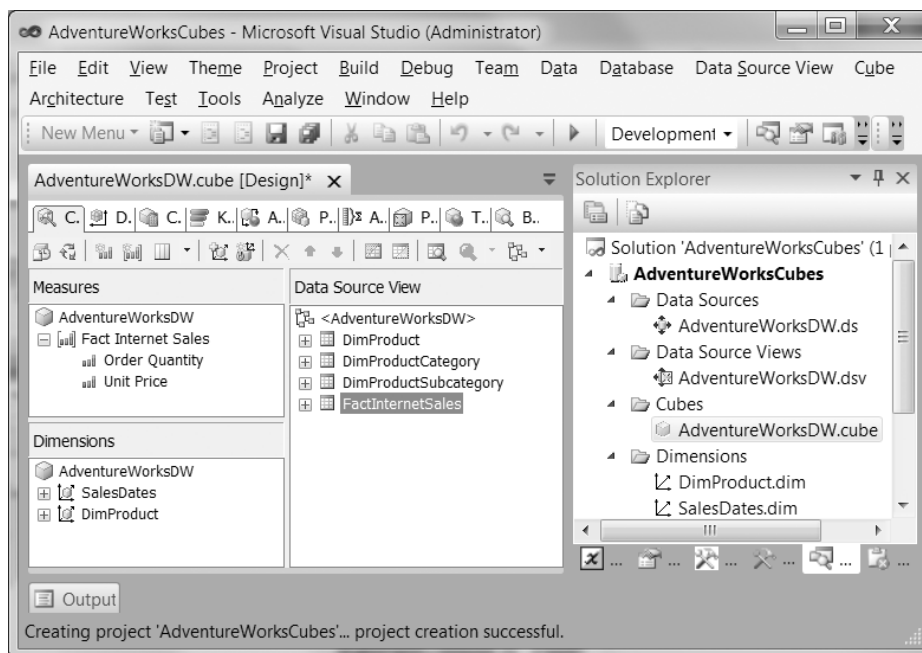 AdventureWorksCubes - Microsoft Visual Studio (Administrator)
File Edit View Theme Project Build Debug Team Data Database Data Source View Cube
Architecture Test Tools Analyze Window Help
New Menu Development
AdventureWorksDW.cube [Design]*
C. D. C. K.. A.. P.. A.. P.. T.. B..
Measures
AdventureWorksDW
Fact Internet Sales
Order Quantity
Unit Price
Dimensions
AdventureWorksDW
SalesDates
DimProduct
Data Source View
<AdventureWorksDW>
DimProduct
DimProductCategory
DimProductSubcategory
FactInternetSales
Solution Explorer
Solution 'AdventureWorksCubes' (1
AdventureWorksCubes
Data Sources
AdventureWorksDW.ds
Data Source Views
AdventureWorksDW.dsv
Cubes
AdventureWorksDW.cube
Dimensions
DimProduct.dim
SalesDates.dim
... ... ... ... ... ...
Output
Creating project 'AdventureWorksCubes'... project creation successful.